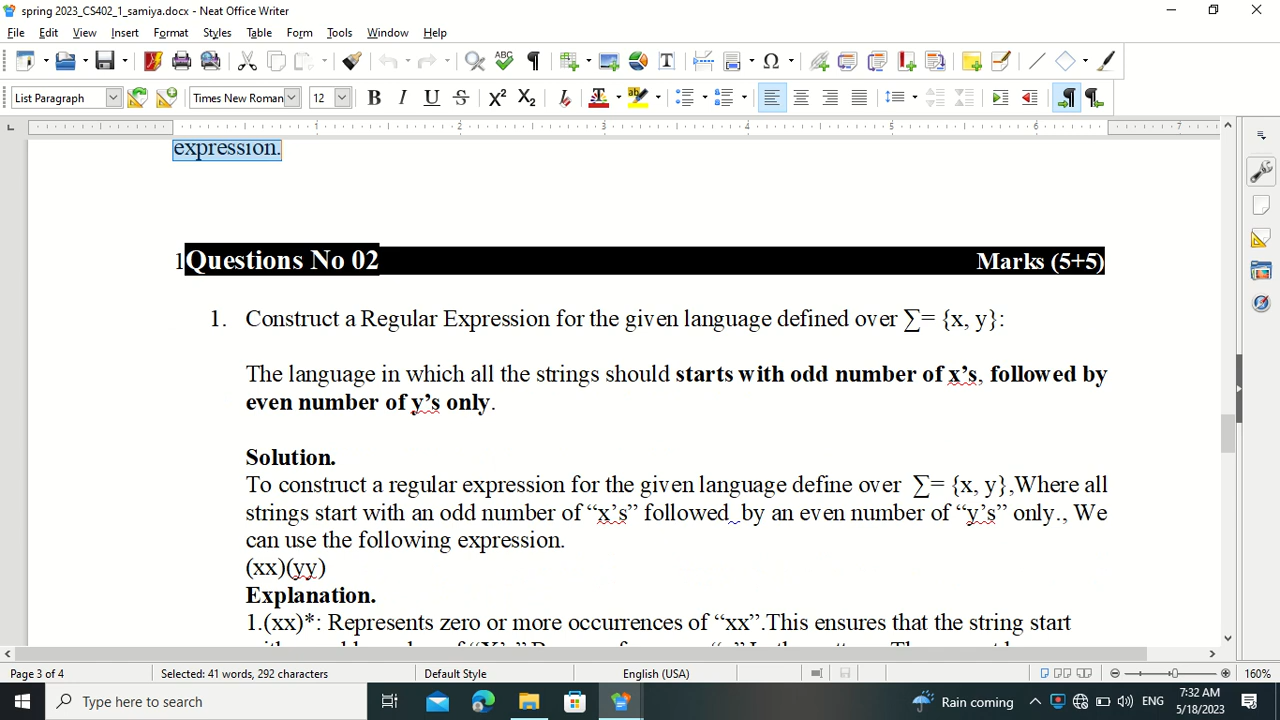 spring 2023_CS402_1_samiya.docx - Neat Office Writer
File Edit View Insert Format Styles Table Form Tools Window Help
List Paragraph Times New Roman 12
1 2 3 4 5 6 7
expression.
1Questions No 02 Marks (5+5)
1. Construct a Regular Expression for the given language defined over ∑= {x, y}:
The language in which all the strings should starts with odd number of x’s, followed by
even number of y’s only.
Solution.
To construct a regular expression for the given language define over ∑= {x, y},Where all
strings start with an odd number of “x’s” followed by an even number of “y’s” only., We
can use the following expression.
(xx)(yy)
Explanation.
1.(xx)*: Represents zero or more occurrences of “xx”.This ensures that the string start
Page 3 of 4 Selected: 41 words, 292 characters Default Style English (USA) 160%
Type here to search Rain coming ENG 7:32 AM
5/18/2023